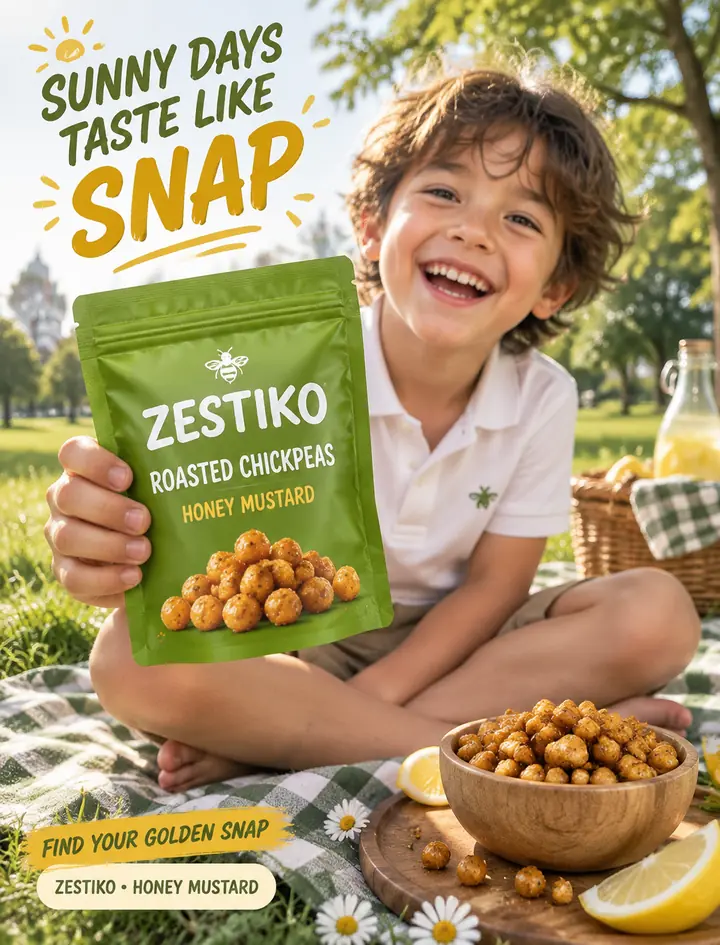 SUNNY DAYS
TASTE LIKE
SNAP
ZESTIKO
ROASTED CHICKPEAS
HONEY MUSTARD
FIND YOUR GOLDEN SNAP
ZESTIKO • HONEY MUSTARD